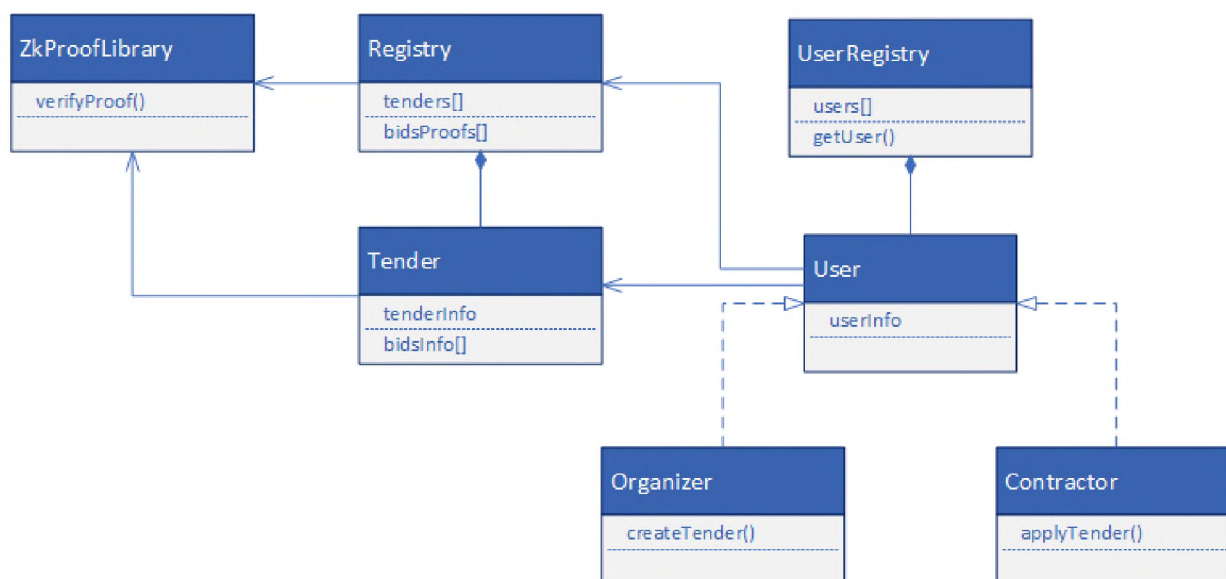 ZkProofLibrary
verifyProof()
Registry
tenders[]
bidsProofs[]
UserRegistry
users[]
getUser()
Tender
tenderInfo
bidsInfo[]
User
userInfo
Organizer
createTender()
Contractor
applyTender()